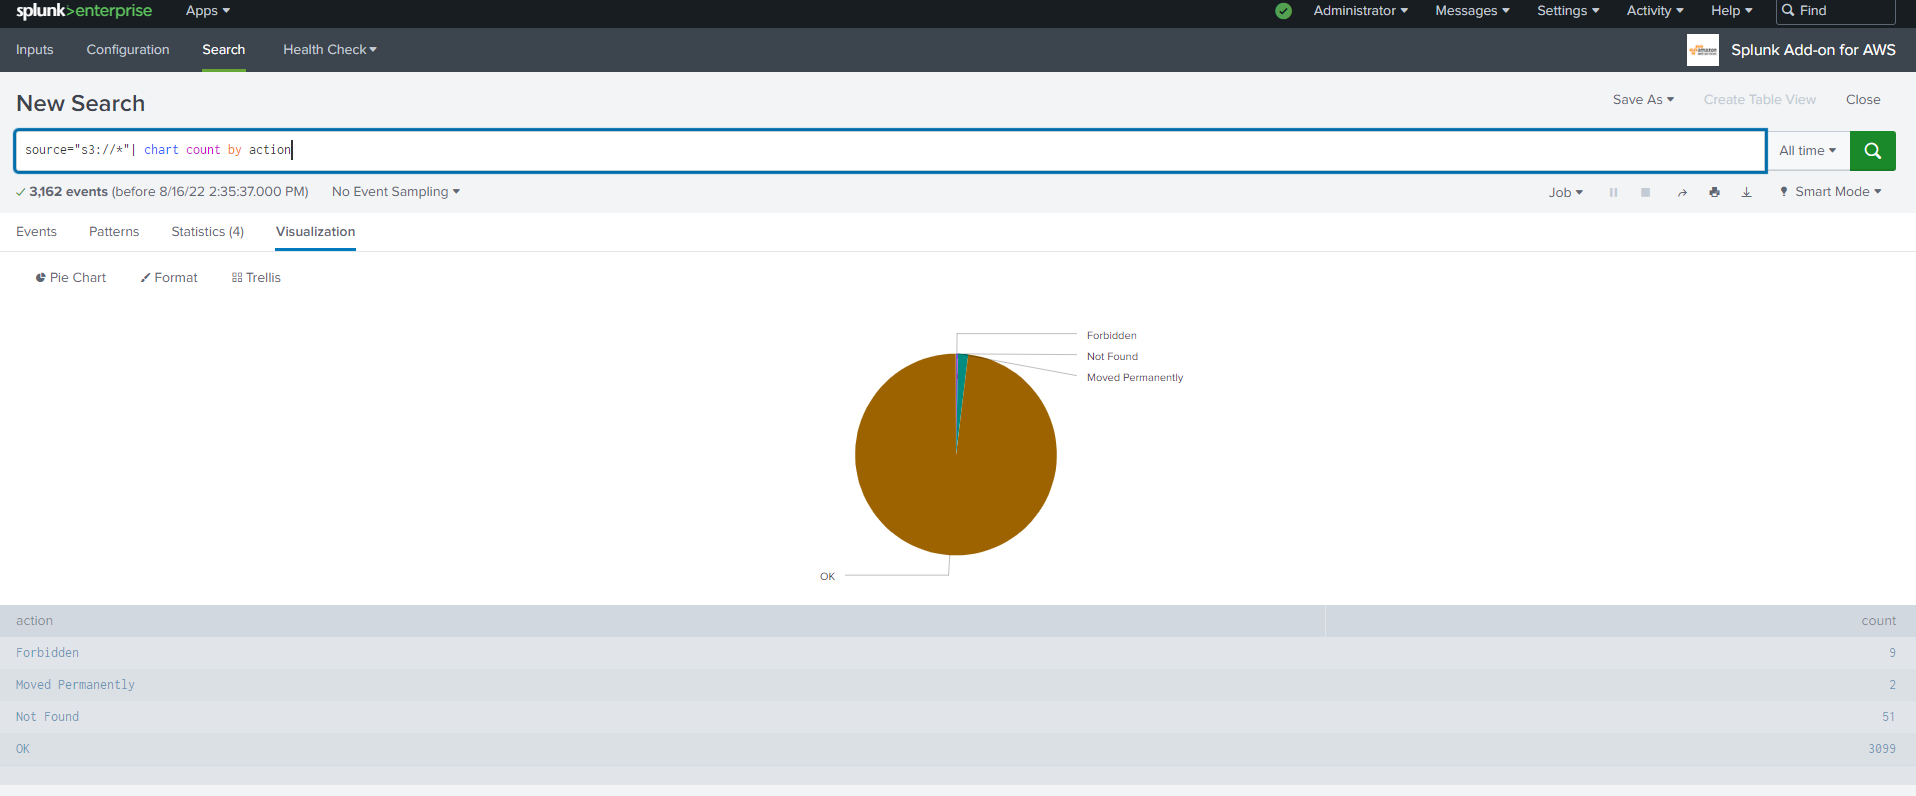 splunk>enterprise Apps Administrator Messages Settings Activity Help Find
Inputs Configuration Search Health Check Splunk Add-on for AWS
New Search Save As Create Table View Close
source="s3://*"| chart count by action All time
3,162 events (before 8/16/22 2:35:37.000 PM) No Event Sampling Job Smart Mode
Events Patterns Statistics (4) Visualization
Pie Chart Format Trellis
Forbidden
Not Found
Moved Permanently
OK
action count
Forbidden 9
Moved Permanently 2
Not Found 51
OK 3099